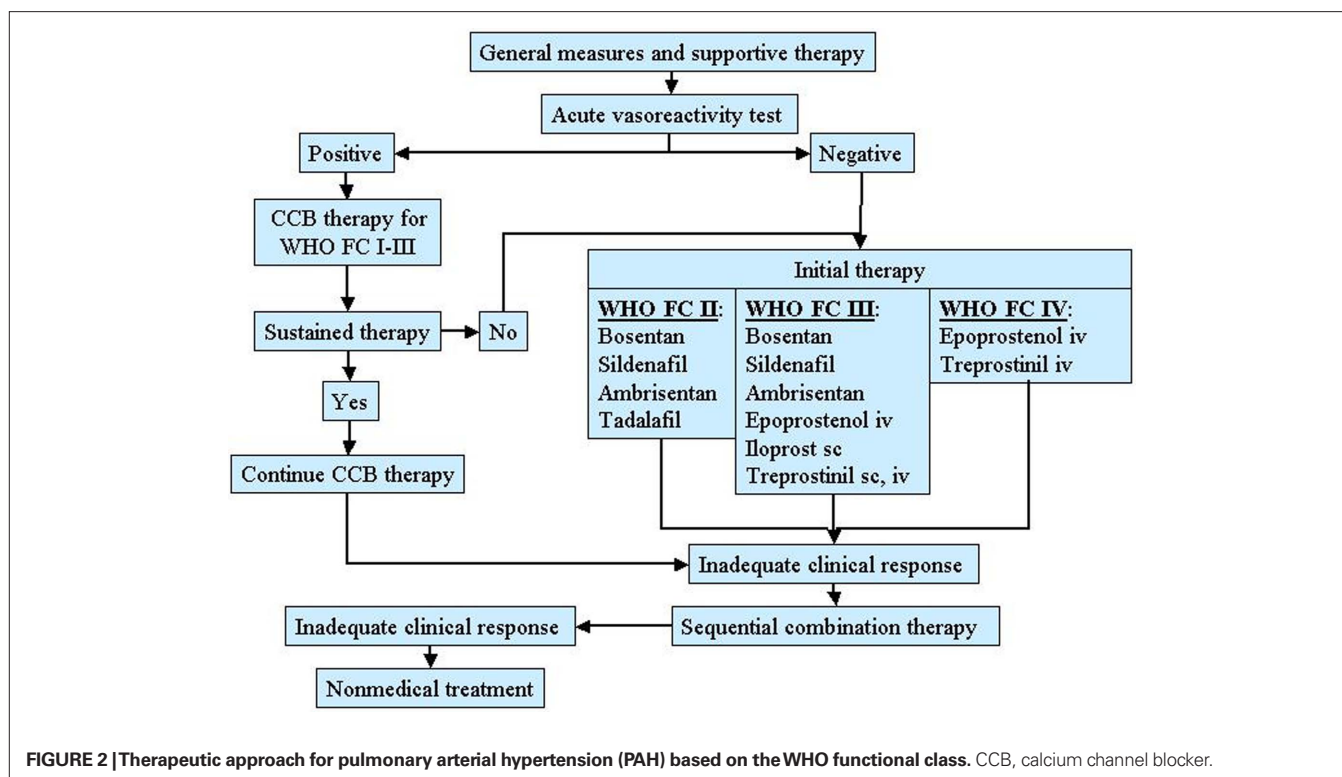 General measures and supportive therapy
Acute vasoreactivity test
Positive
Negative
CCB therapy for
WHO FC I-III
Sustained therapy
No
Yes
Continue CCB therapy
Initial therapy
WHO FC II:
Bosentan
Sildenafil
Ambrisentan
Tadalafil
WHO FC III:
Bosentan
Sildenafil
Ambrisentan
Epoprostenol iv
Iloprost sc
Treprostinil sc, iv
WHO FC IV:
Epoprostenol iv
Treprostinil iv
Inadequate clinical response
Sequential combination therapy
Inadequate clinical response
Nonmedical treatment
FIGURE 2 | Therapeutic approach for pulmonary arterial hypertension (PAH) based on the WHO functional class. CCB, calcium channel blocker.